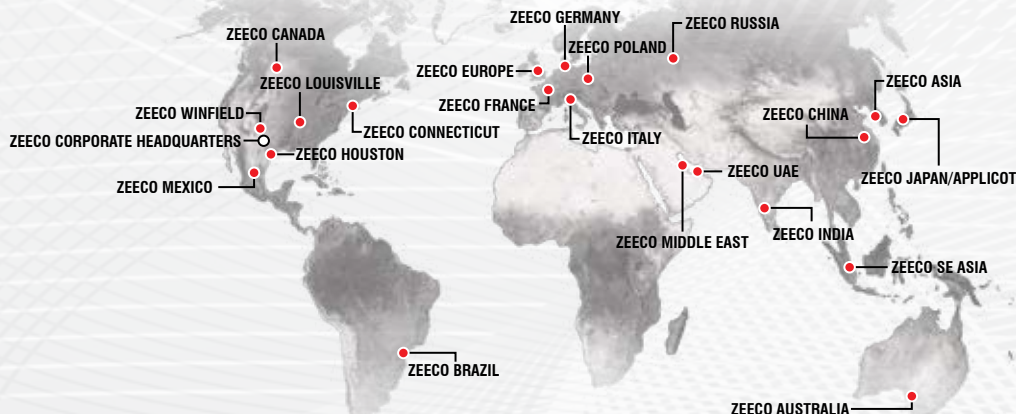 ZEECO GERMANY
ZEECO RUSSIA
ZEECO CANADA
ZEECO POLAND
ZEECO EUROPE
ZEECO LOUISVILLE
ZEECO ASIA
ZEECO FRANCE
ZEECO WINFIELD
ZEECO CHINA
ZEECO CONNECTICUT
ZEECO ITALY
ZEECO CORPORATE HEADQUARTERS
ZEECO HOUSTON
ZEECO UAE
ZEECO JAPAN/APPLICOT
ZEECO MEXICO
ZEECO INDIA
ZEECO MIDDLE EAST
ZEECO SE ASIA
ZEECO BRAZIL
ZEECO AUSTRALIA